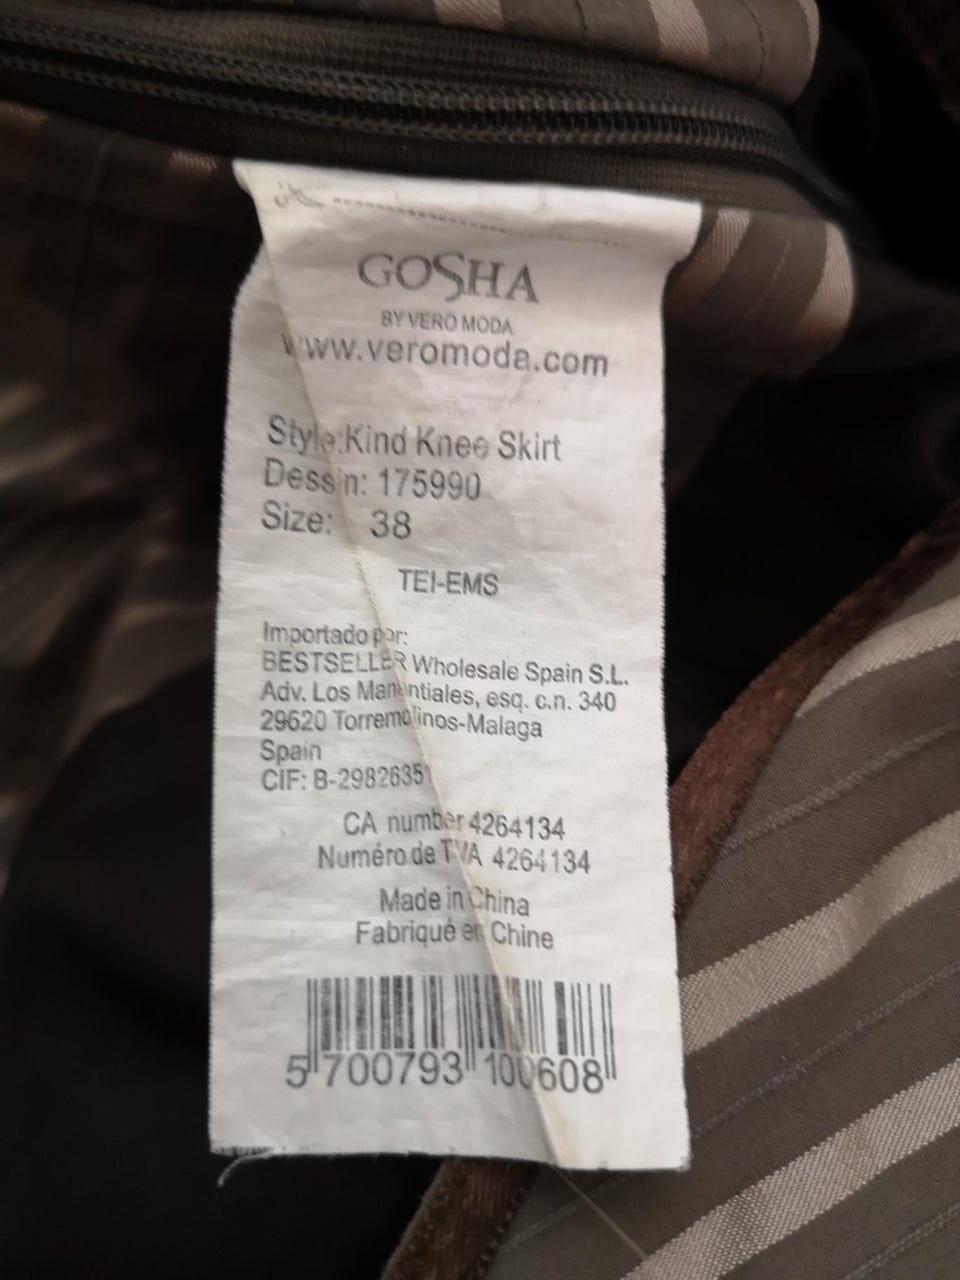 GOSHA
BY VERO MODA
www.veromoda.com
Style:Kind Knee Skirt
Dessin: 175990
Size: 38
TEI-EMS
Importado por:
BESTSELLER Wholesale Spain S.L.
Adv. Los Manantiales, esq. c.n. 340
29620 Torremolinos-Malaga
Spain
CIF: B-29826351
CA number 4264134
Numéro de TVA 4264134
Made in China
Fabriqué en Chine
5 700793 100608